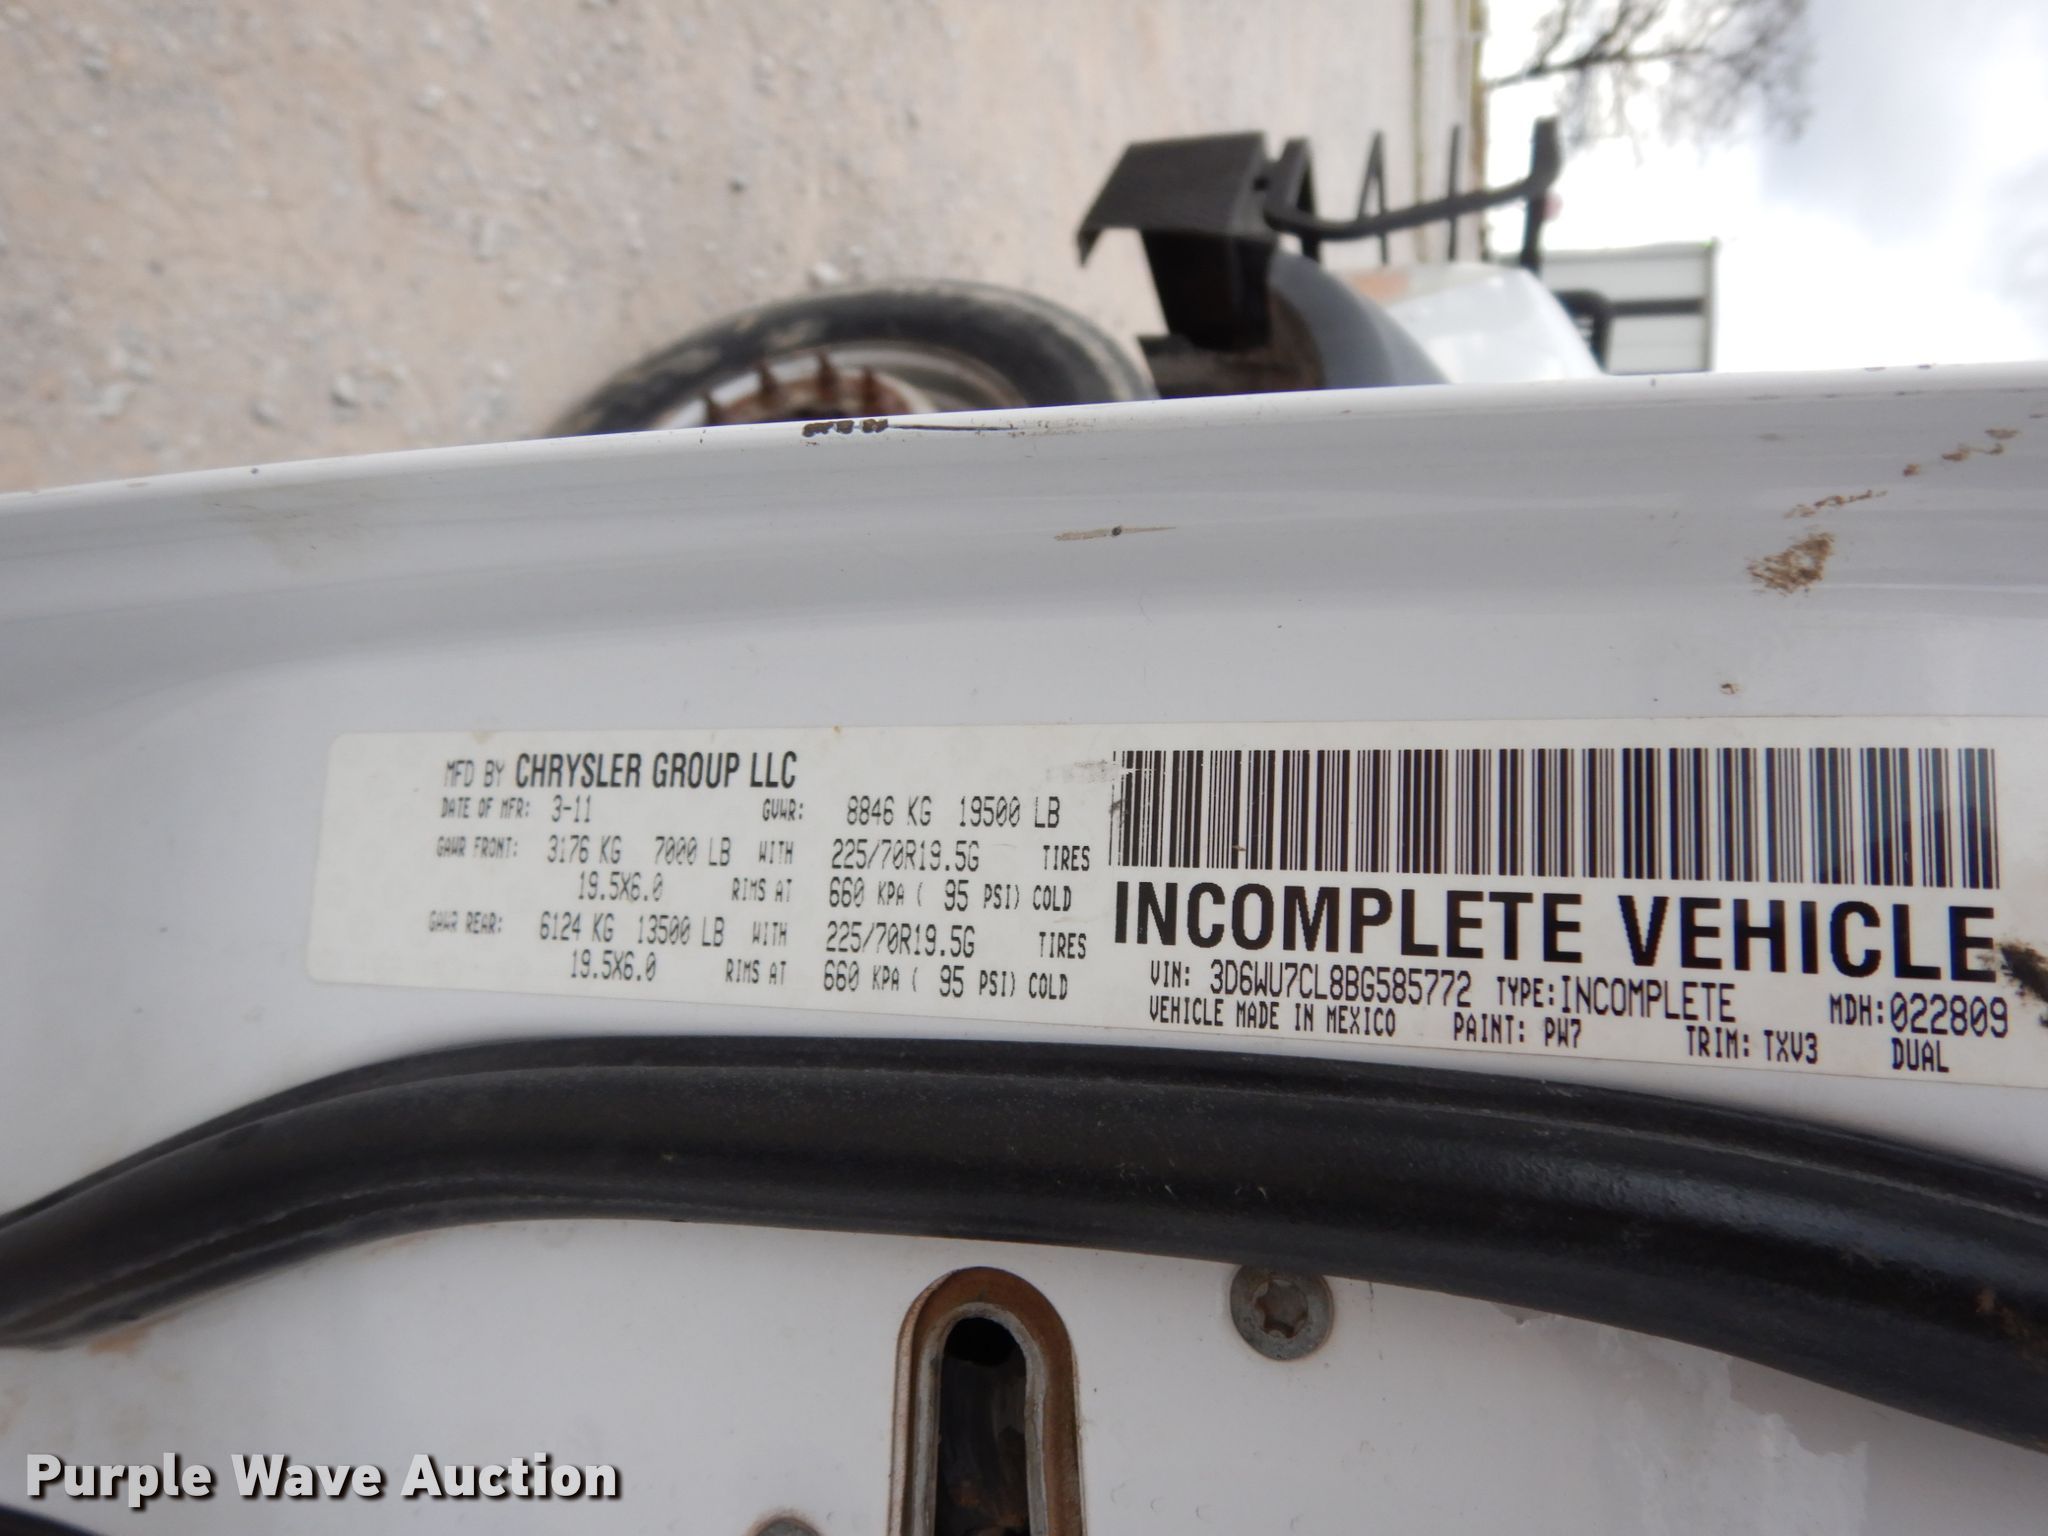 MFD BY CHRYSLER GROUP LLC
DATE OF MFR: 3-11 GVWR: 8846 KG 19500 LB
GAWR FRONT: 3176 KG 7000 LB WITH 225/70R19.5G TIRES
19.5X6.0 RIMS AT 660 KPA ( 95 PSI) COLD
GAWR REAR: 6124 KG 13500 LB WITH 225/70R19.5G TIRES
19.5X6.0 RIMS AT 660 KPA ( 95 PSI) COLD
INCOMPLETE VEHICLE
VIN: 3D6WU7CL8BG585772 TYPE: INCOMPLETE MDH: 022809
VEHICLE MADE IN MEXICO PAINT: PW7 TRIM: TXV3 DUAL
Purple Wave Auction